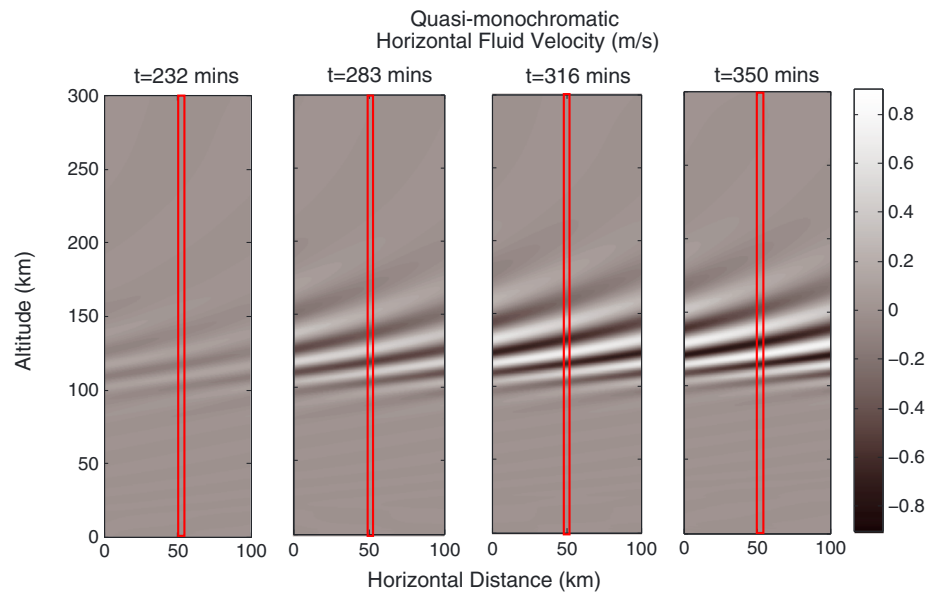 Quasi-monochromatic
Horizontal Fluid Velocity (m/s)
t=232 mins
t=283 mins
t=316 mins
t=350 mins
Altitude (km)
300
250
200
150
100
50
0
0 50 100
0 50 100
0 50 100
0 50 100
Horizontal Distance (km)
0.8
0.6
0.4
0.2
0
−0.2
−0.4
−0.6
−0.8